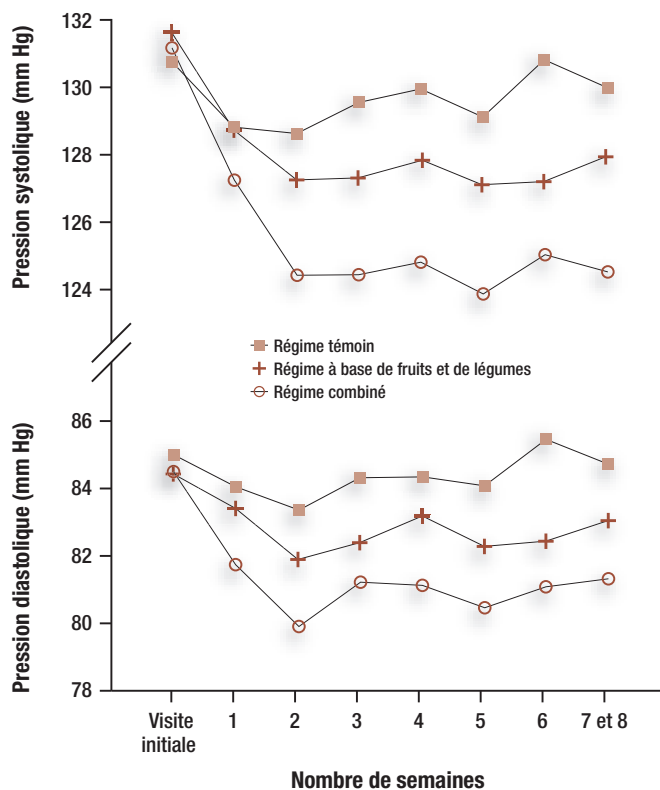 Pression systolique (mm Hg)
132
130
128
126
124
Régime témoin
Régime à base de fruits et de légumes
Régime combiné
Pression diastolique (mm Hg)
86
84
82
80
78
Visite
initiale
1
2
3
4
5
6
7 et 8
Nombre de semaines